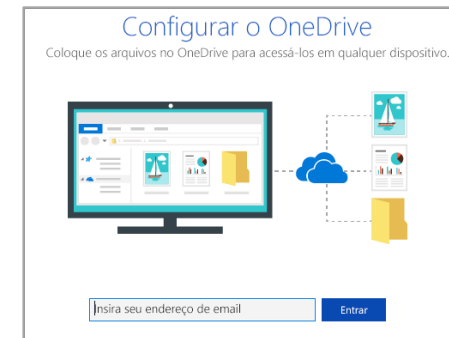 Configurar o OneDrive
Coloque os arquivos no OneDrive para acessá-los em qualquer dispositivo.
Insira seu endereço de email
Entrar